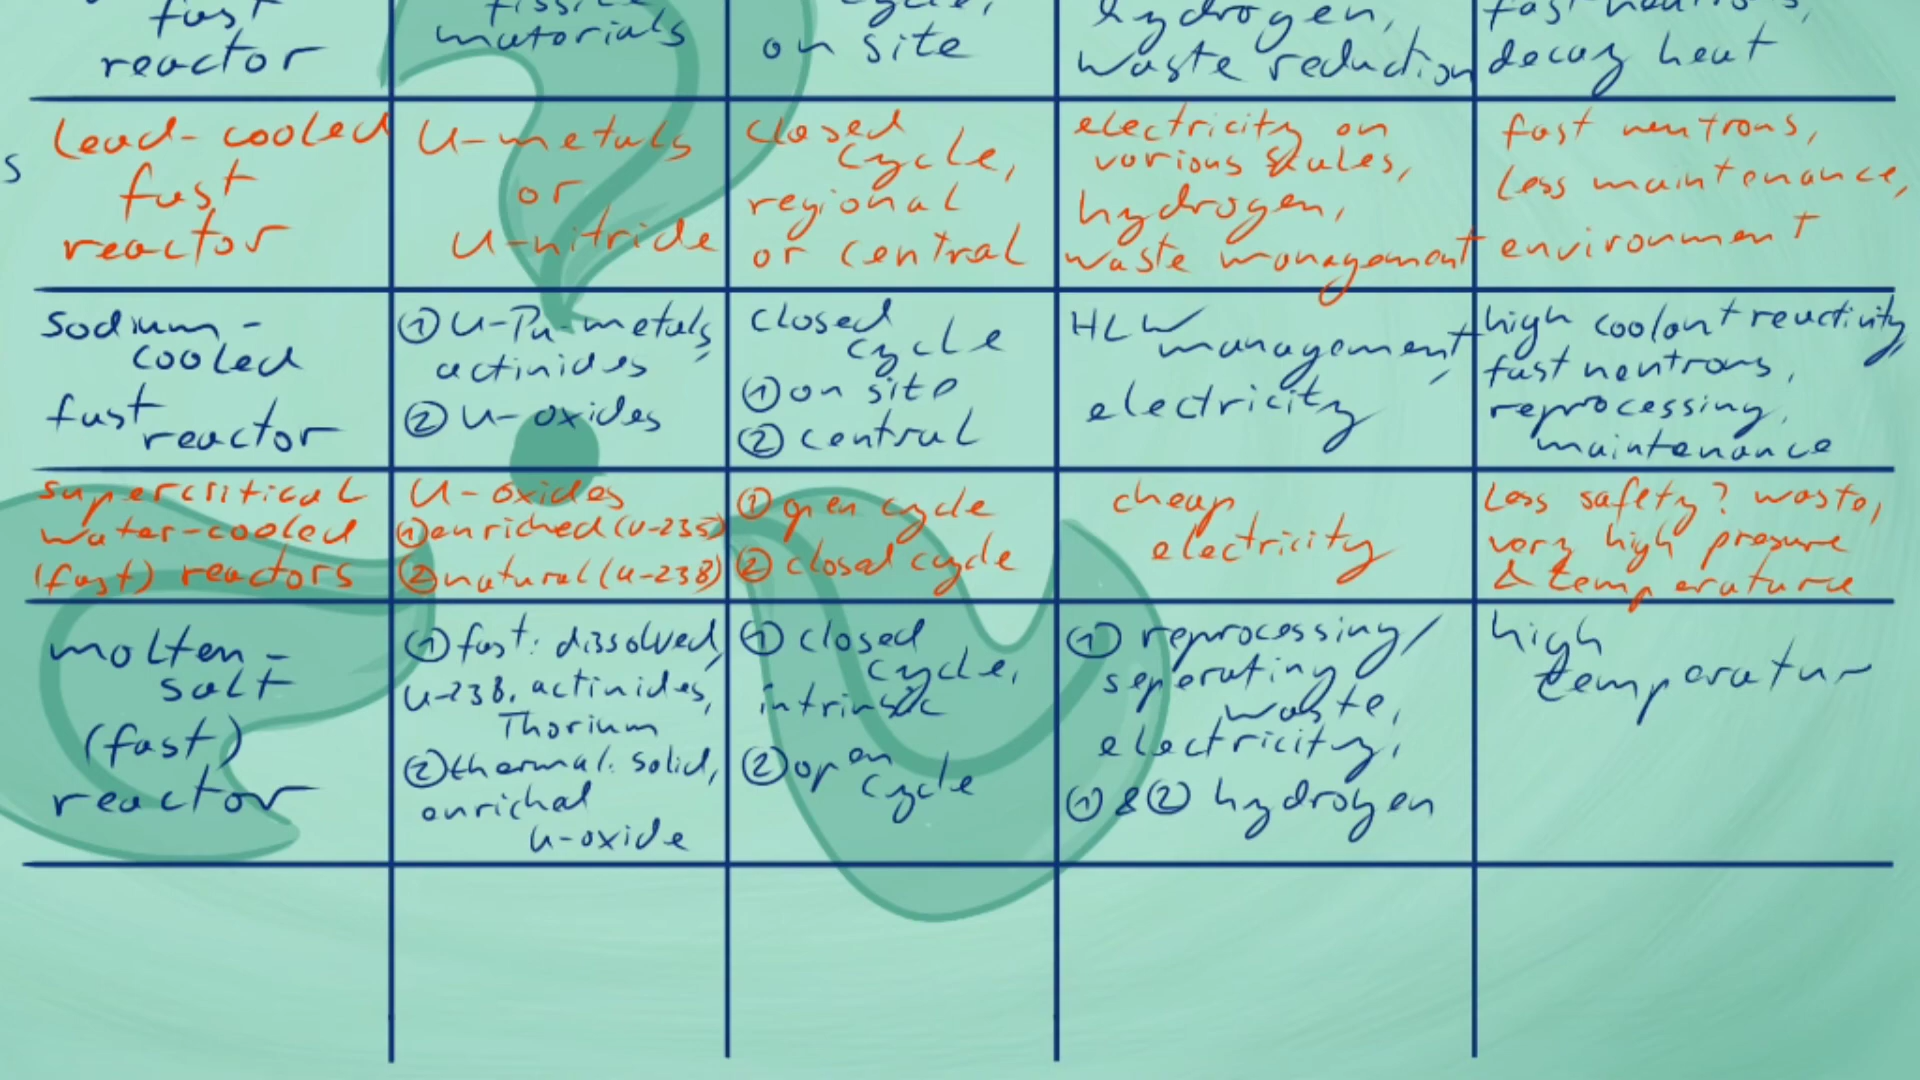 fast
reactor
fissile
materials
cycle,
on site
hydrogen,
waste reduction
fast neutrons,
decay heat
s
lead-cooled
fast
reactor
U-metals
or
U-nitride
closed
cycle,
regional
or central
electricity on
various scales,
hydrogen,
waste management
fast neutrons,
less maintenance,
environment
sodium-
cooled
fast
reactor
① U-Pu-metals,
actinides
② U-oxides
closed
cycle
① on site
② central
HLW
management,
electricity
high coolant reactivity,
fast neutrons,
reprocessing,
maintenance
supercritical
water-cooled
(fast) reactors
U-oxides
① enriched (U-235)
② natural (U-238)
① open cycle
② closed cycle
cheap
electricity
less safety? waste,
very high presure
& temperature
molten-
salt
(fast)
reactor
① fast: dissolved,
U-238, actinides,
Thorium
② thermal: solid,
enriched
U-oxide
① closed
cycle,
intrinsic
② open
cycle
① reprocessing/
seperating
waste,
electricity,
① & ② hydrogen
high
temperatur